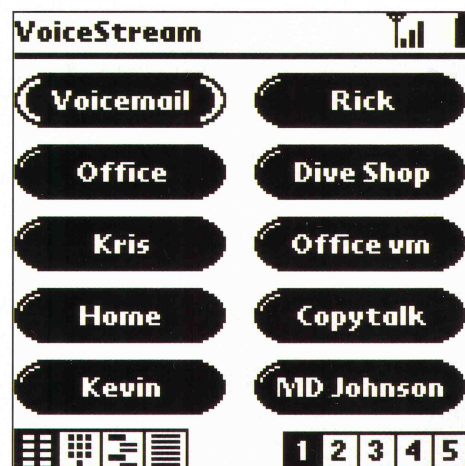 VoiceStream
Voicemail Rick
Office Dive Shop
Kris Office vm
Home Copytalk
Kevin MD Johnson
1 2 3 4 5